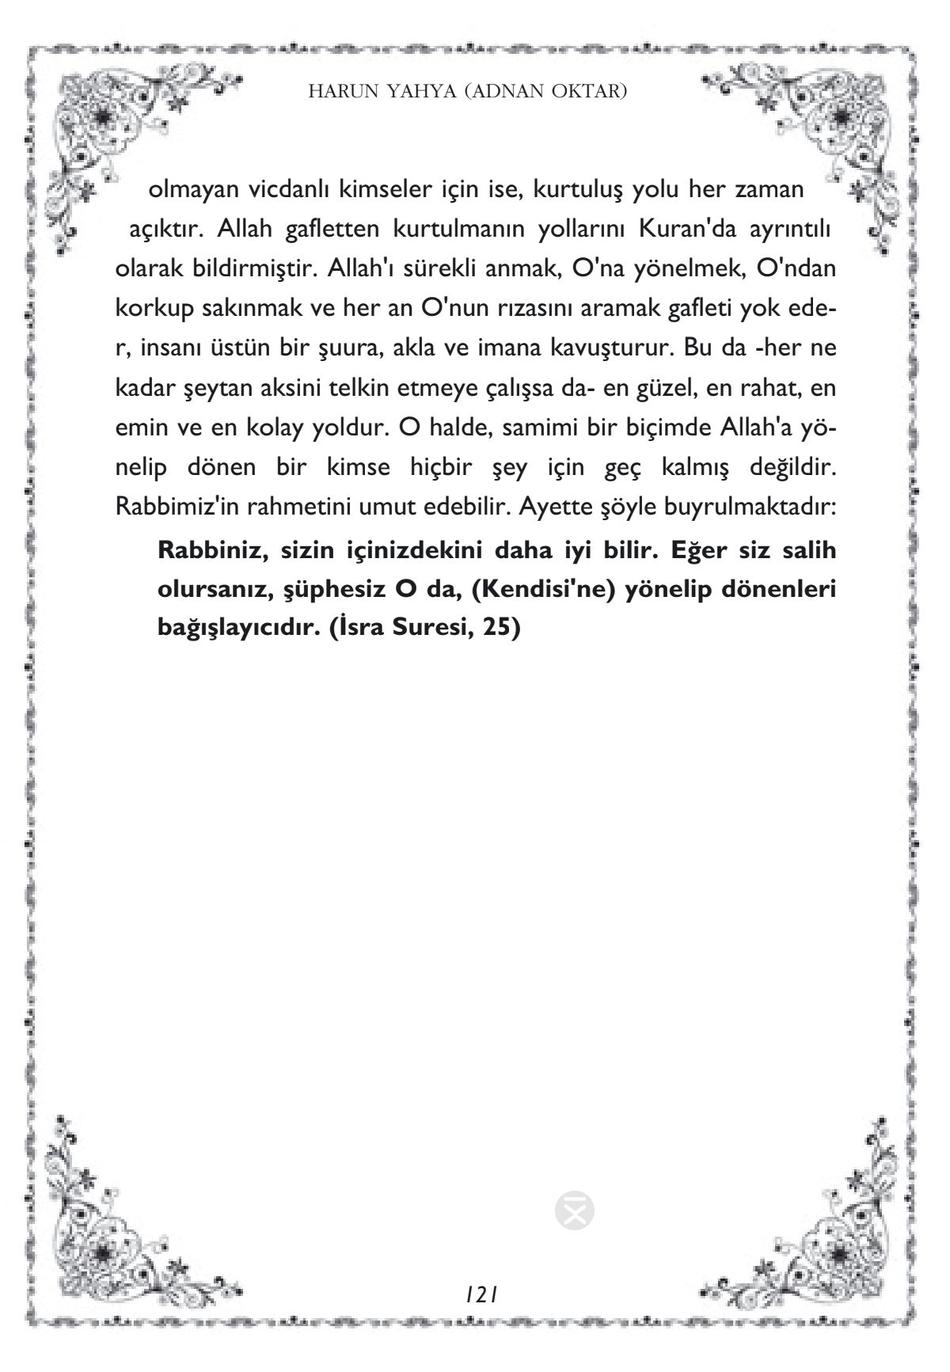 HARUN YAHYA (ADNAN OKTAR)
olmayan vicdanlı kimseler için ise, kurtuluş yolu her zaman
açıktır. Allah gafletten kurtulmanın yollarını Kuran'da ayrıntılı
olarak bildirmiştir. Allah'ı sürekli anmak, O'na yönelmek, O'ndan
korkup sakınmak ve her an O'nun rızasını aramak gafleti yok ede-
r, insanı üstün bir şuura, akla ve imana kavuşturur. Bu da -her ne
kadar şeytan aksini telkin etmeye çalışsa da- en güzel, en rahat, en
emin ve en kolay yoldur. O halde, samimi bir biçimde Allah'a yö-
nelip dönen bir kimse hiçbir şey için geç kalmış değildir.
Rabbimiz'in rahmetini umut edebilir. Ayette şöyle buyrulmaktadır:
Rabbiniz, sizin içinizdekini daha iyi bilir. Eğer siz salih
olursanız, şüphesiz O da, (Kendisi'ne) yönelip dönenleri
bağışlayıcıdır. (İsra Suresi, 25)
121